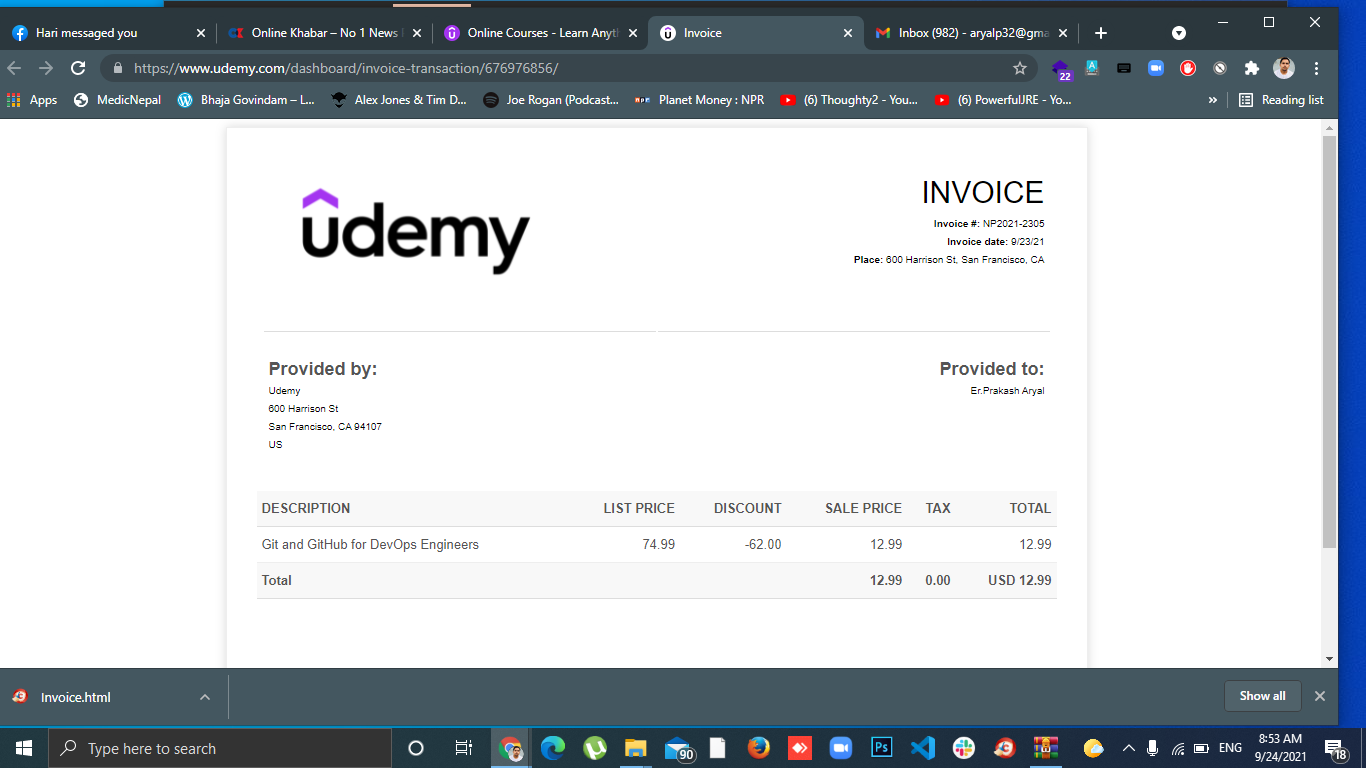 Hari messaged you
Online Khabar – No 1 News
Online Courses - Learn Anyth
Invoice
Inbox (982) - aryalp32@gma
https://www.udemy.com/dashboard/invoice-transaction/676976856/
22
Apps
MedicNepal
Bhaja Govindam – L...
Alex Jones & Tim D...
Joe Rogan (Podcast...
npr
Planet Money : NPR
(6) Thoughty2 - You...
(6) PowerfulJRE - Yo...
»
Reading list
udemy
INVOICE
Invoice #: NP2021-2305
Invoice date: 9/23/21
Place: 600 Harrison St, San Francisco, CA
Provided by:
Udemy
600 Harrison St
San Francisco, CA 94107
US
Provided to:
Er.Prakash Aryal
DESCRIPTION LIST PRICE DISCOUNT SALE PRICE TAX TOTAL
Git and GitHub for DevOps Engineers 74.99 -62.00 12.99 12.99
Total 12.99 0.00 USD 12.99
Invoice.html
Show all
Type here to search
90
Ps
ENG
8:53 AM
9/24/2021
18